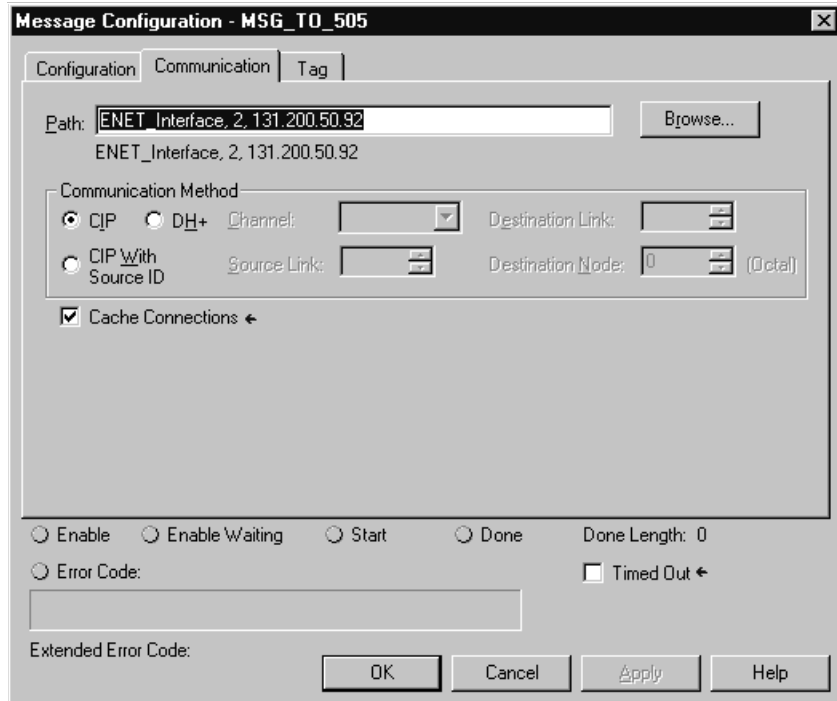 Message Configuration - MSG_TO_505
Configuration Communication Tag
Path: ENET_Interface, 2, 131.200.50.92 Browse...
ENET_Interface, 2, 131.200.50.92
Communication Method
CIP DH+ Channel: Destination Link:
CIP With Source ID Source Link: Destination Node: 0 (Octal)
Cache Connections ←
Enable Enable Waiting Start Done Done Length: 0
Error Code: Timed Out ←
Extended Error Code:
OK Cancel Apply Help